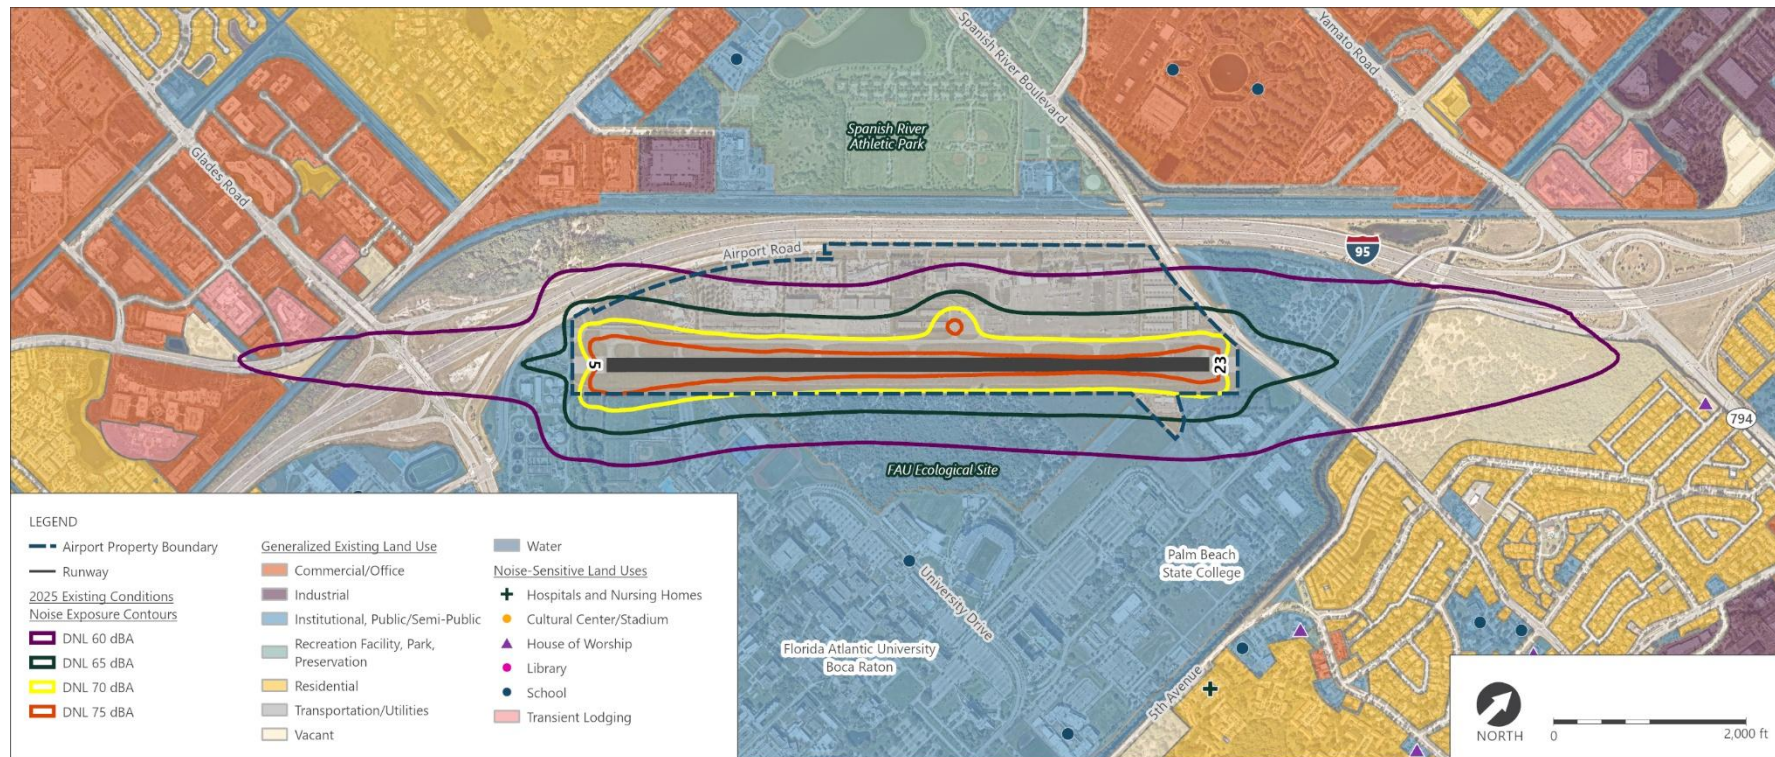 Spanish River Boulevard
Yamato Road
Glades Road
Spanish River
Athletic Park
Airport Road
95
5
23
794
FAU Ecological Site
Palm Beach
State College
University Drive
Florida Atlantic University
Boca Raton
5th Avenue
LEGEND
Airport Property Boundary
Runway
2025 Existing Conditions
Noise Exposure Contours
DNL 60 dBA
DNL 65 dBA
DNL 70 dBA
DNL 75 dBA
Generalized Existing Land Use
Commercial/Office
Industrial
Institutional, Public/Semi-Public
Recreation Facility, Park,
Preservation
Residential
Transportation/Utilities
Vacant
Water
Noise-Sensitive Land Uses
Hospitals and Nursing Homes
Cultural Center/Stadium
House of Worship
Library
School
Transient Lodging
NORTH
0
2,000 ft